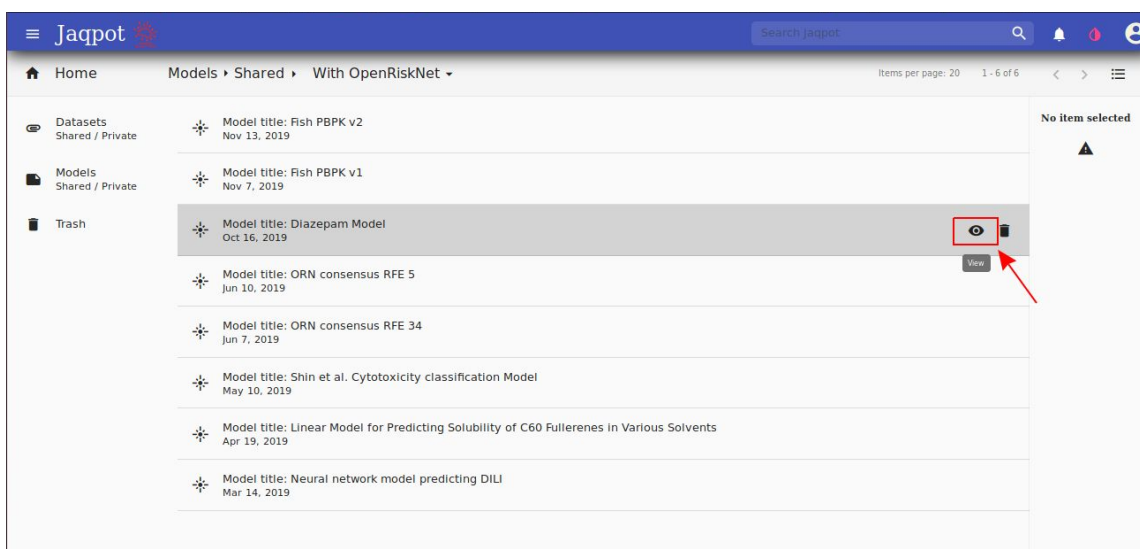 Jaqpot
Search Jaqpot
Home
Models ▸ Shared ▸ With OpenRiskNet
Items per page: 20 1 - 6 of 6
Datasets
Shared / Private
Models
Shared / Private
Trash
Model title: Fish PBPK v2
Nov 13, 2019
Model title: Fish PBPK v1
Nov 7, 2019
Model title: Diazepam Model
Oct 16, 2019
View
Model title: ORN consensus RFE 5
Jun 10, 2019
Model title: ORN consensus RFE 34
Jun 7, 2019
Model title: Shin et al. Cytotoxicity classification Model
May 10, 2019
Model title: Linear Model for Predicting Solubility of C60 Fullerenes in Various Solvents
Apr 19, 2019
Model title: Neural network model predicting DILI
Mar 14, 2019
No item selected